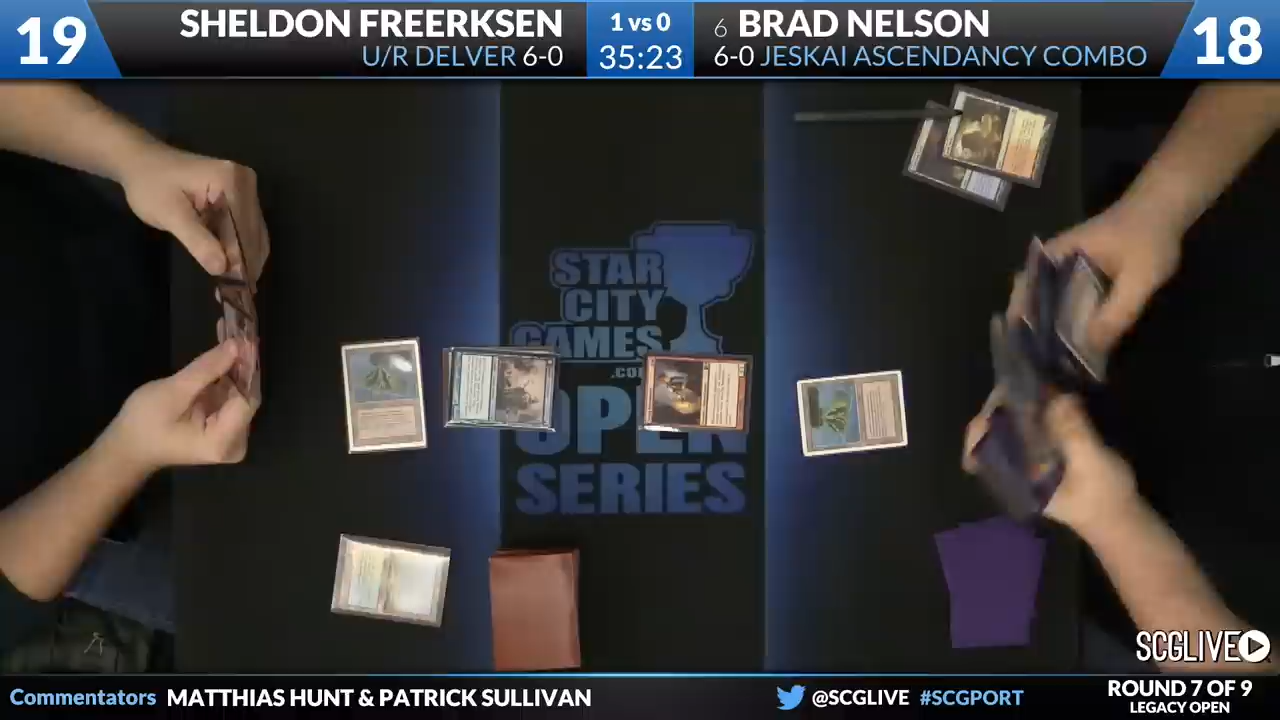 19
SHELDON FREERKSEN
U/R DELVER 6-0
1 vs 0
35:23
6 BRAD NELSON
6-0 JESKAI ASCENDANCY COMBO
18
STAR
CITY
GAMES
.CO
OPEN
SERIES
SCGLIVE
Commentators MATTHIAS HUNT & PATRICK SULLIVAN
@SCGLIVE #SCGPORT
ROUND 7 OF 9
LEGACY OPEN